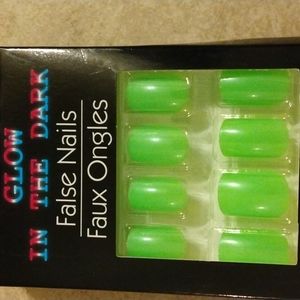 GLOW
IN THE DARK
False Nails
Faux Ongles